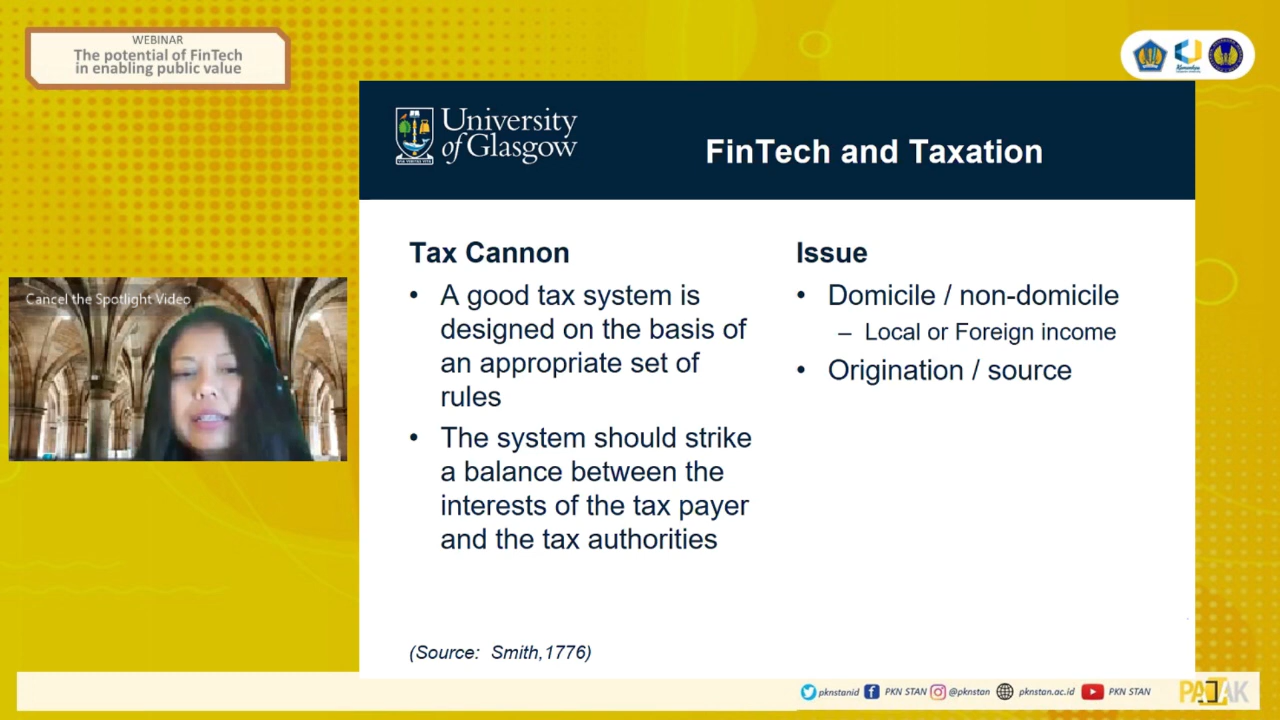 WEBINAR
The potential of FinTech
in enabling public value
University
of Glasgow
FinTech and Taxation
Cancel the Spotlight Video
Tax Cannon
• A good tax system is
designed on the basis of
an appropriate set of
rules
• The system should strike
a balance between the
interests of the tax payer
and the tax authorities
(Source: Smith,1776)
Issue
• Domicile / non-domicile
– Local or Foreign income
• Origination / source
pknstanid
PKN STAN
@pknstan
pknstan.ac.id
PKN STAN